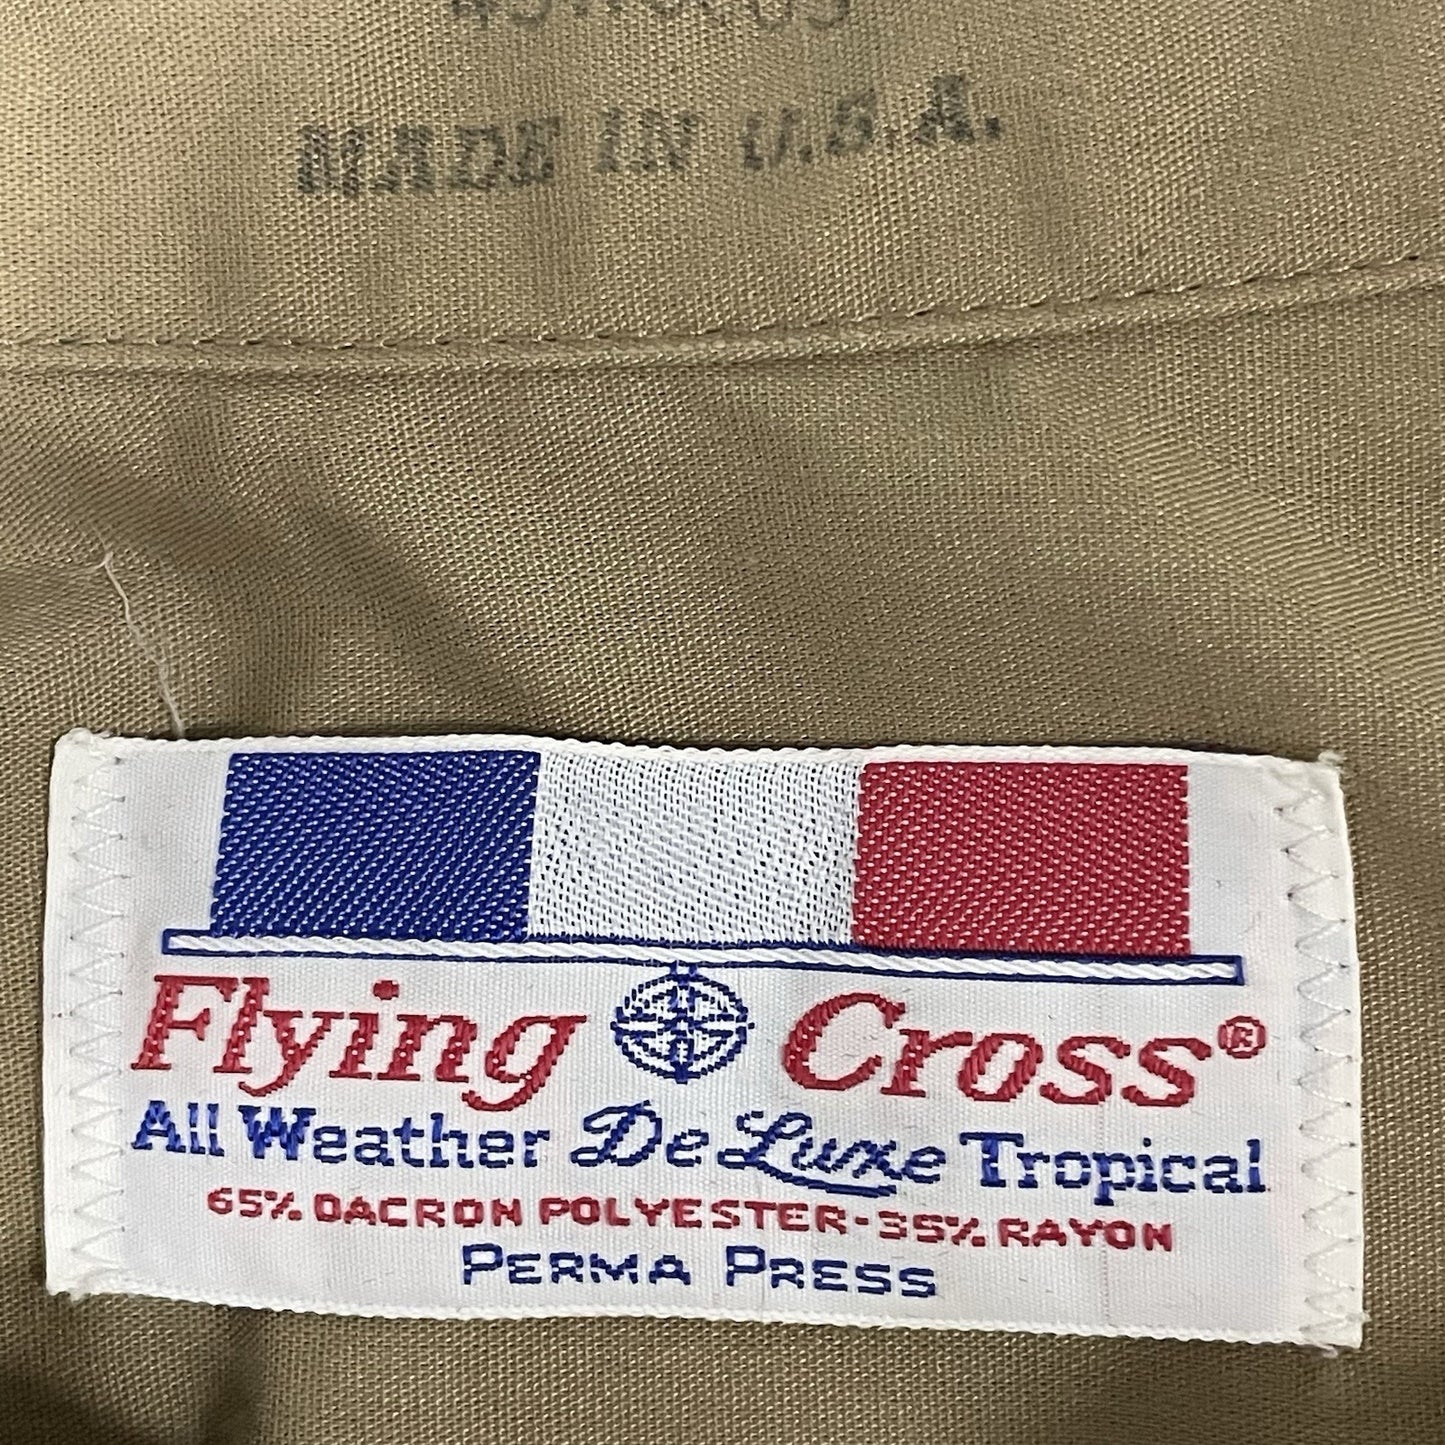 MADE IN U.S.A.
Flying Cross®
All Weather De Luxe Tropical
65% DACRON POLYESTER-35% RAYON
PERMA PRESS